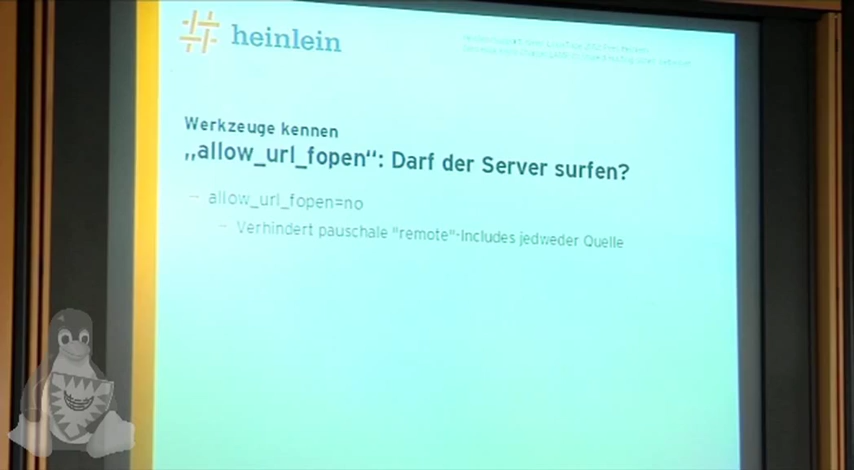 heinlein
Werkzeuge kennen
„allow_url_fopen“: Darf der Server surfen?
– allow_url_fopen=no
– Verhindert pauschale "remote"-Includes jedweder Quelle